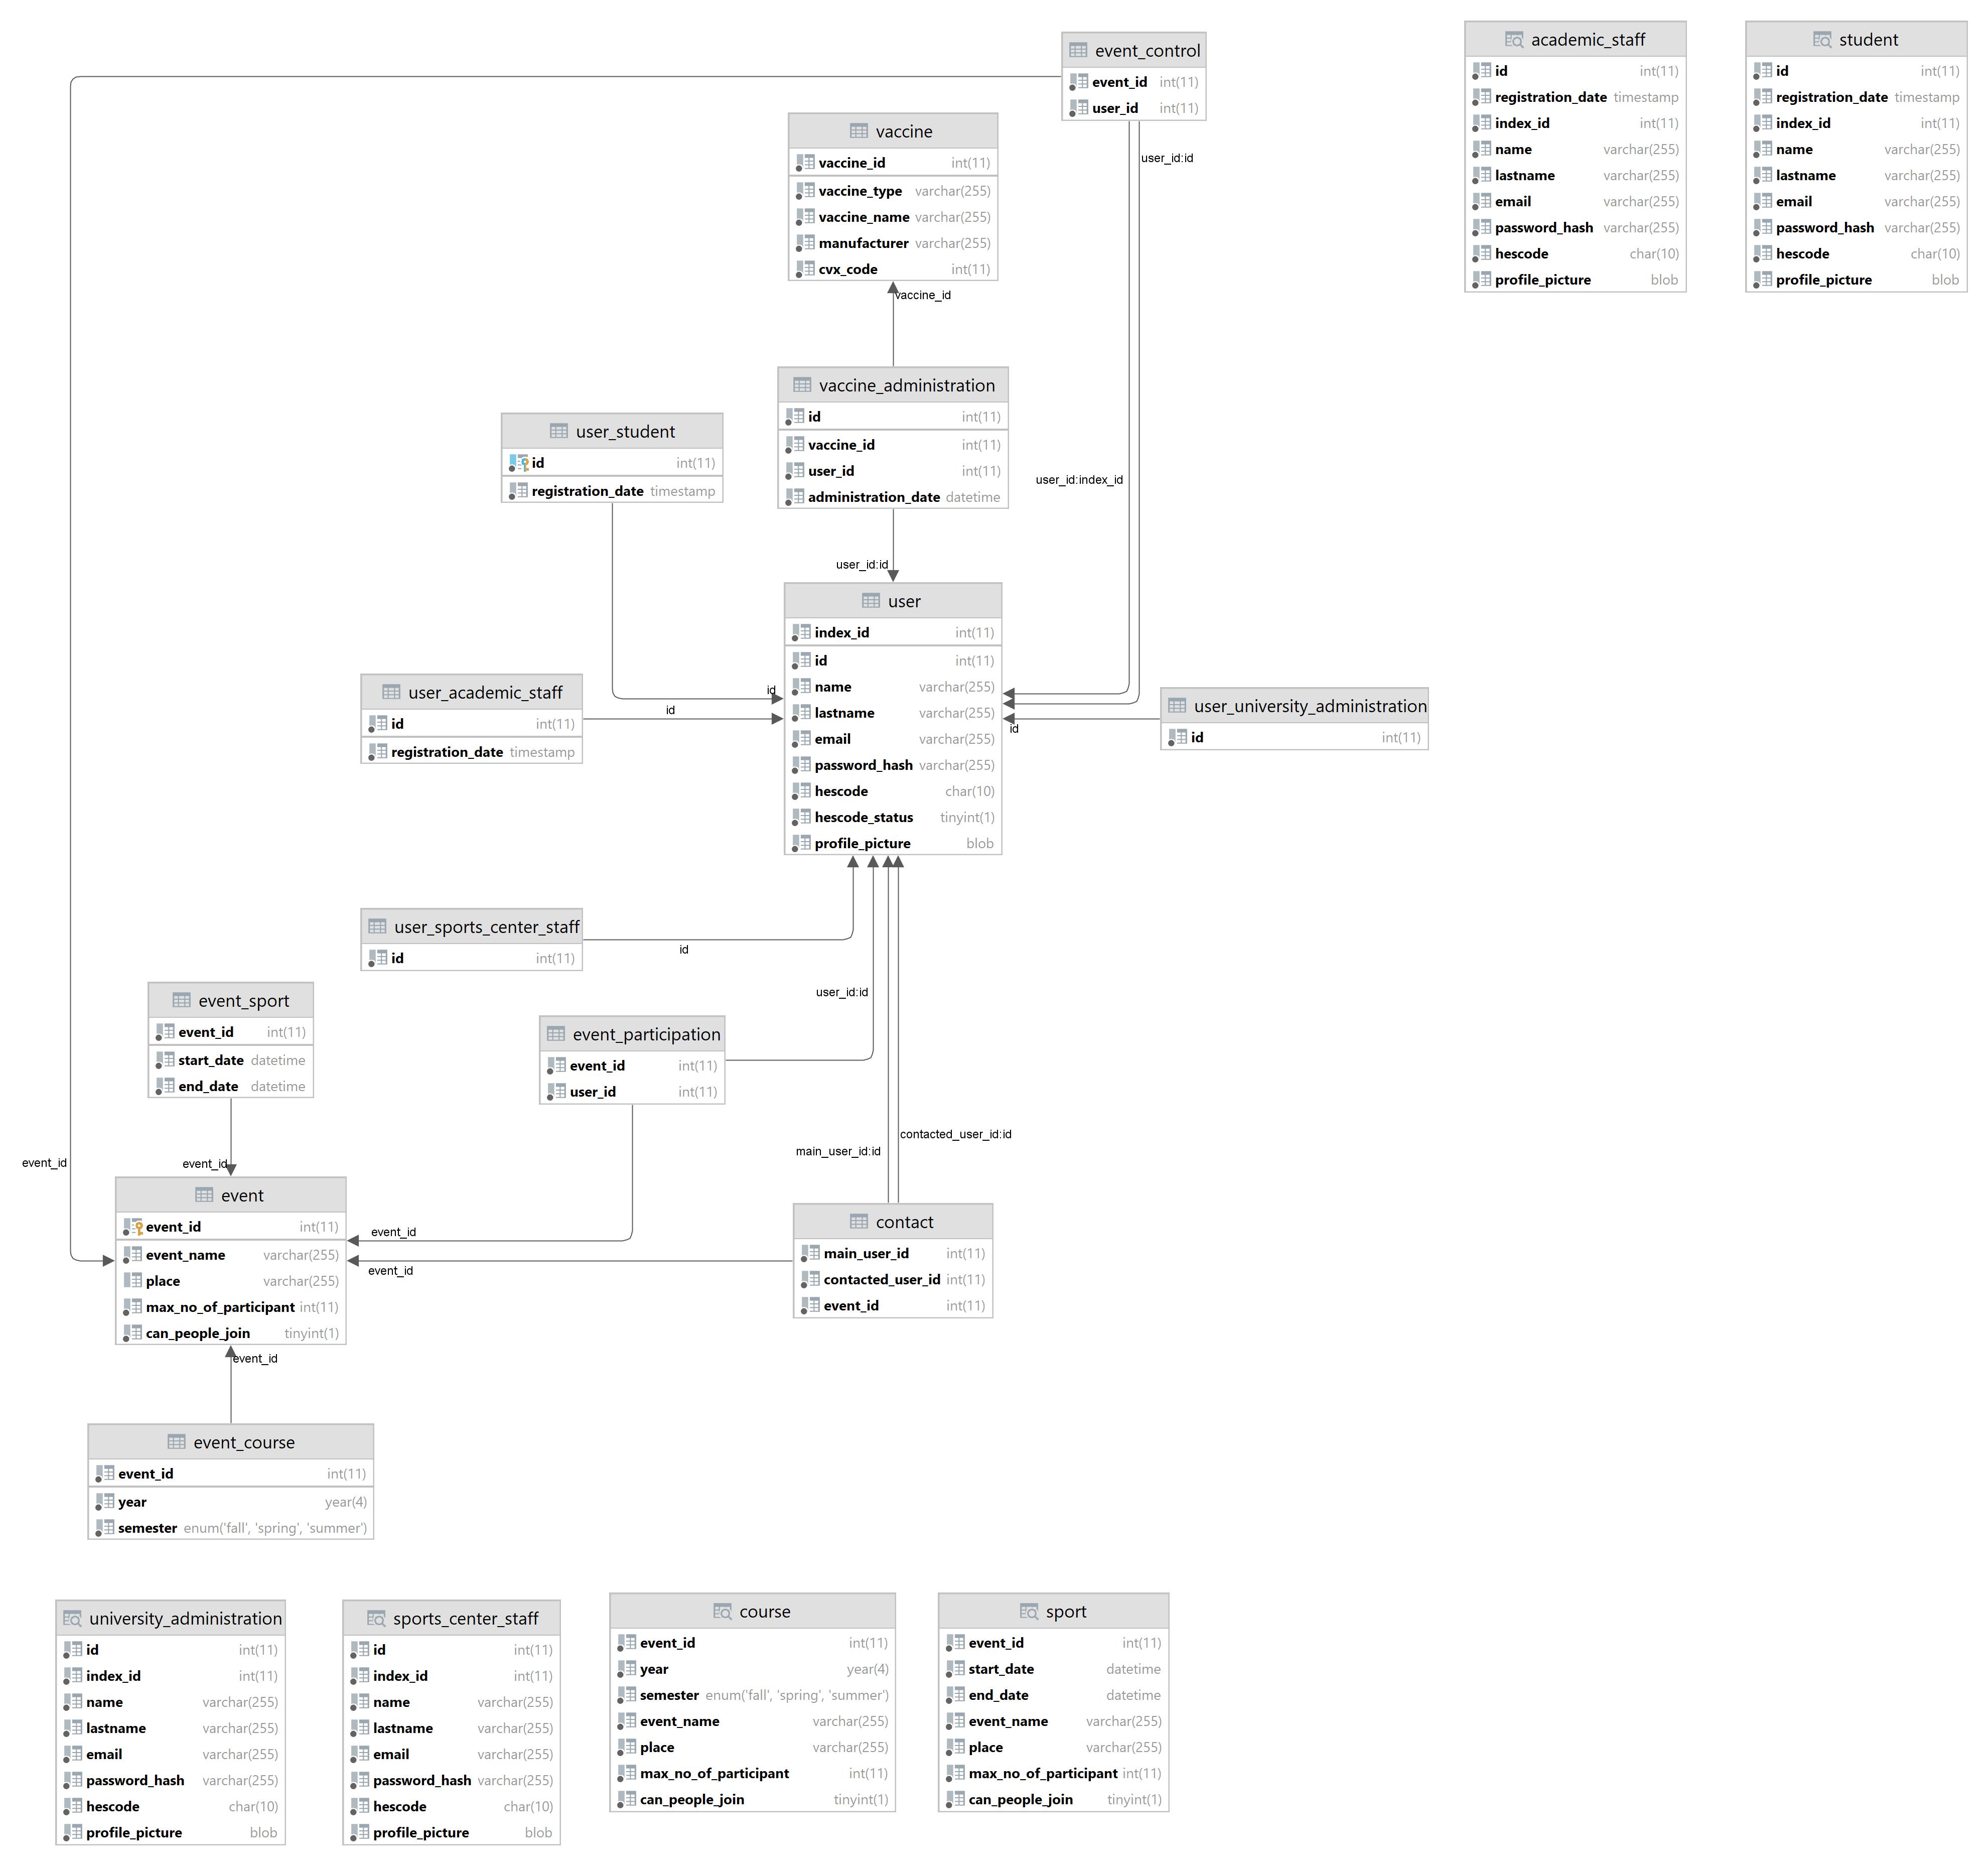 event_control
event_id int(11)
user_id int(11)
academic_staff
id int(11)
registration_date timestamp
index_id int(11)
name varchar(255)
lastname varchar(255)
email varchar(255)
password_hash varchar(255)
hescode char(10)
profile_picture blob
student
id int(11)
registration_date timestamp
index_id int(11)
name varchar(255)
lastname varchar(255)
email varchar(255)
password_hash varchar(255)
hescode char(10)
profile_picture blob
vaccine
vaccine_id int(11)
vaccine_type varchar(255)
vaccine_name varchar(255)
manufacturer varchar(255)
cvx_code int(11)
user_id:id
vaccine_id
vaccine_administration
id int(11)
vaccine_id int(11)
user_id int(11)
administration_date datetime
user_student
id int(11)
registration_date timestamp
user_id:index_id
user_id:id
user
index_id int(11)
id int(11)
name varchar(255)
lastname varchar(255)
email varchar(255)
password_hash varchar(255)
hescode char(10)
hescode_status tinyint(1)
profile_picture blob
user_academic_staff
id int(11)
registration_date timestamp
id
id
user_university_administration
id int(11)
id
user_sports_center_staff
id int(11)
id
user_id:id
event_sport
event_id int(11)
start_date datetime
end_date datetime
event_participation
event_id int(11)
user_id int(11)
contacted_user_id:id
main_user_id:id
event_id
event_id
event
event_id int(11)
event_name varchar(255)
place varchar(255)
max_no_of_participant int(11)
can_people_join tinyint(1)
event_id
event_id
contact
main_user_id int(11)
contacted_user_id int(11)
event_id int(11)
event_id
event_course
event_id int(11)
year year(4)
semester enum('fall', 'spring', 'summer')
university_administration
id int(11)
index_id int(11)
name varchar(255)
lastname varchar(255)
email varchar(255)
password_hash varchar(255)
hescode char(10)
profile_picture blob
sports_center_staff
id int(11)
index_id int(11)
name varchar(255)
lastname varchar(255)
email varchar(255)
password_hash varchar(255)
hescode char(10)
profile_picture blob
course
event_id int(11)
year year(4)
semester enum('fall', 'spring', 'summer')
event_name varchar(255)
place varchar(255)
max_no_of_participant int(11)
can_people_join tinyint(1)
sport
event_id int(11)
start_date datetime
end_date datetime
event_name varchar(255)
place varchar(255)
max_no_of_participant int(11)
can_people_join tinyint(1)